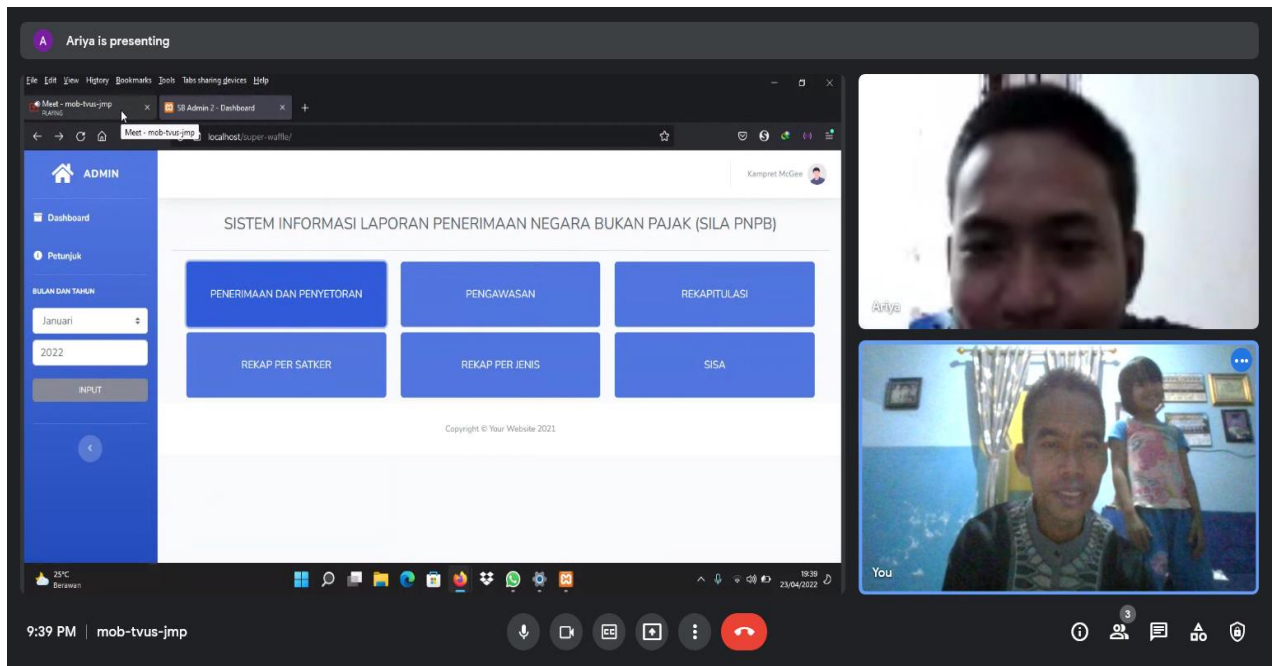 A Ariya is presenting
File Edit View History Bookmarks Tools Tabs sharing devices Help
Meet - mob-tvus-jmp
PLAYING
SB Admin 2 - Dashboard
Meet - mob-tvus-jmp
localhost/super-waffle/
ADMIN
Kampret McGee
Dashboard
Petunjuk
BULAN DAN TAHUN
Januari
2022
INPUT
SISTEM INFORMASI LAPORAN PENERIMAAN NEGARA BUKAN PAJAK (SILA PNPB)
PENERIMAAN DAN PENYETORAN
PENGAWASAN
REKAPITULASI
REKAP PER SATKER
REKAP PER JENIS
SISA
Copyright © Your Website 2021
25°C
Berawan
19:39
23/04/2022
Ariya
You
9:39 PM | mob-tvus-jmp
CC
3